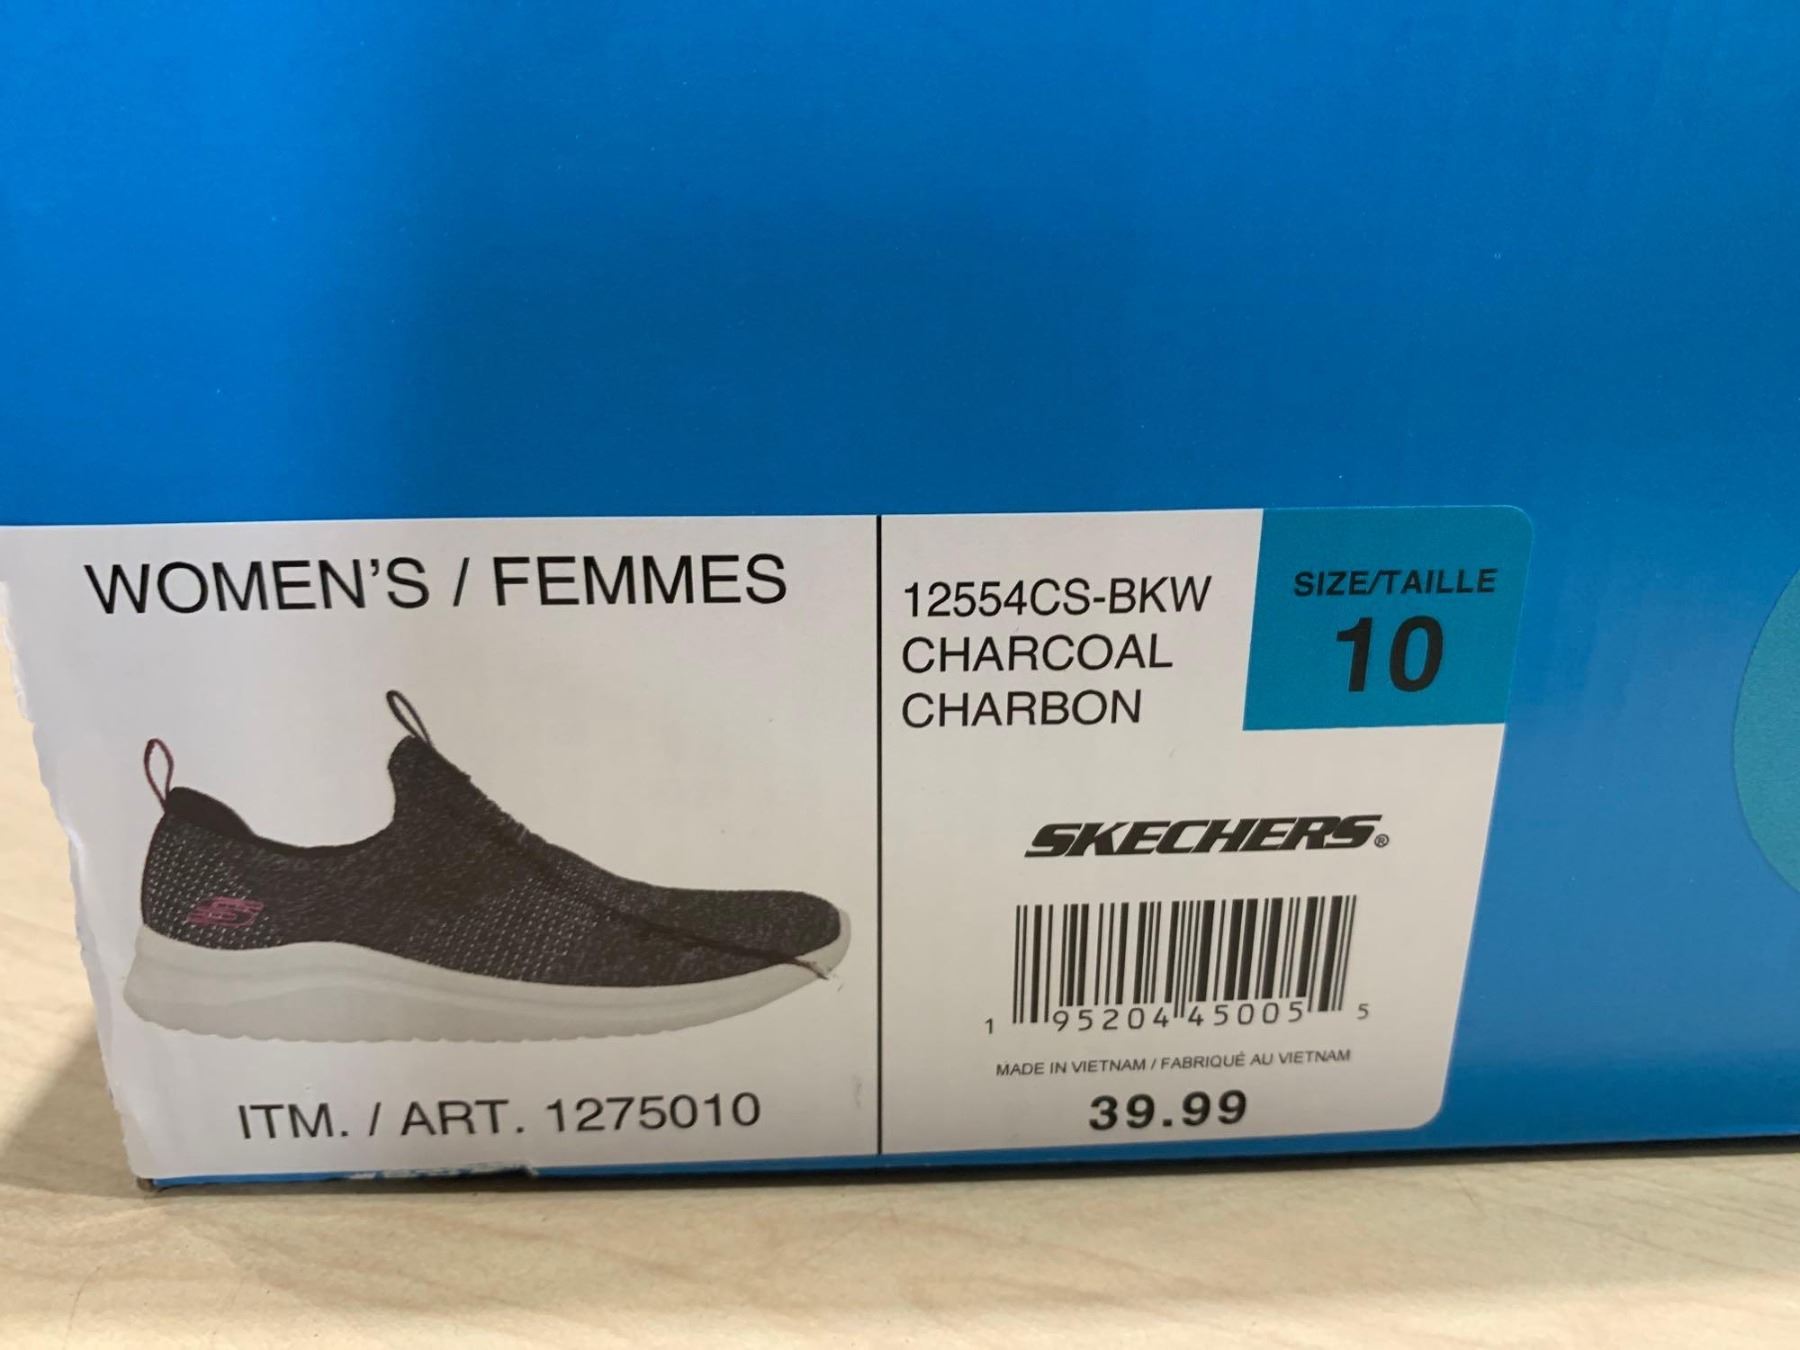 WOMEN'S / FEMMES
ITM. / ART. 1275010
12554CS-BKW
CHARCOAL
CHARBON
SIZE/TAILLE
10
SKECHERS®
1 95204 45005 5
MADE IN VIETNAM / FABRIQUÉ AU VIETNAM
39.99